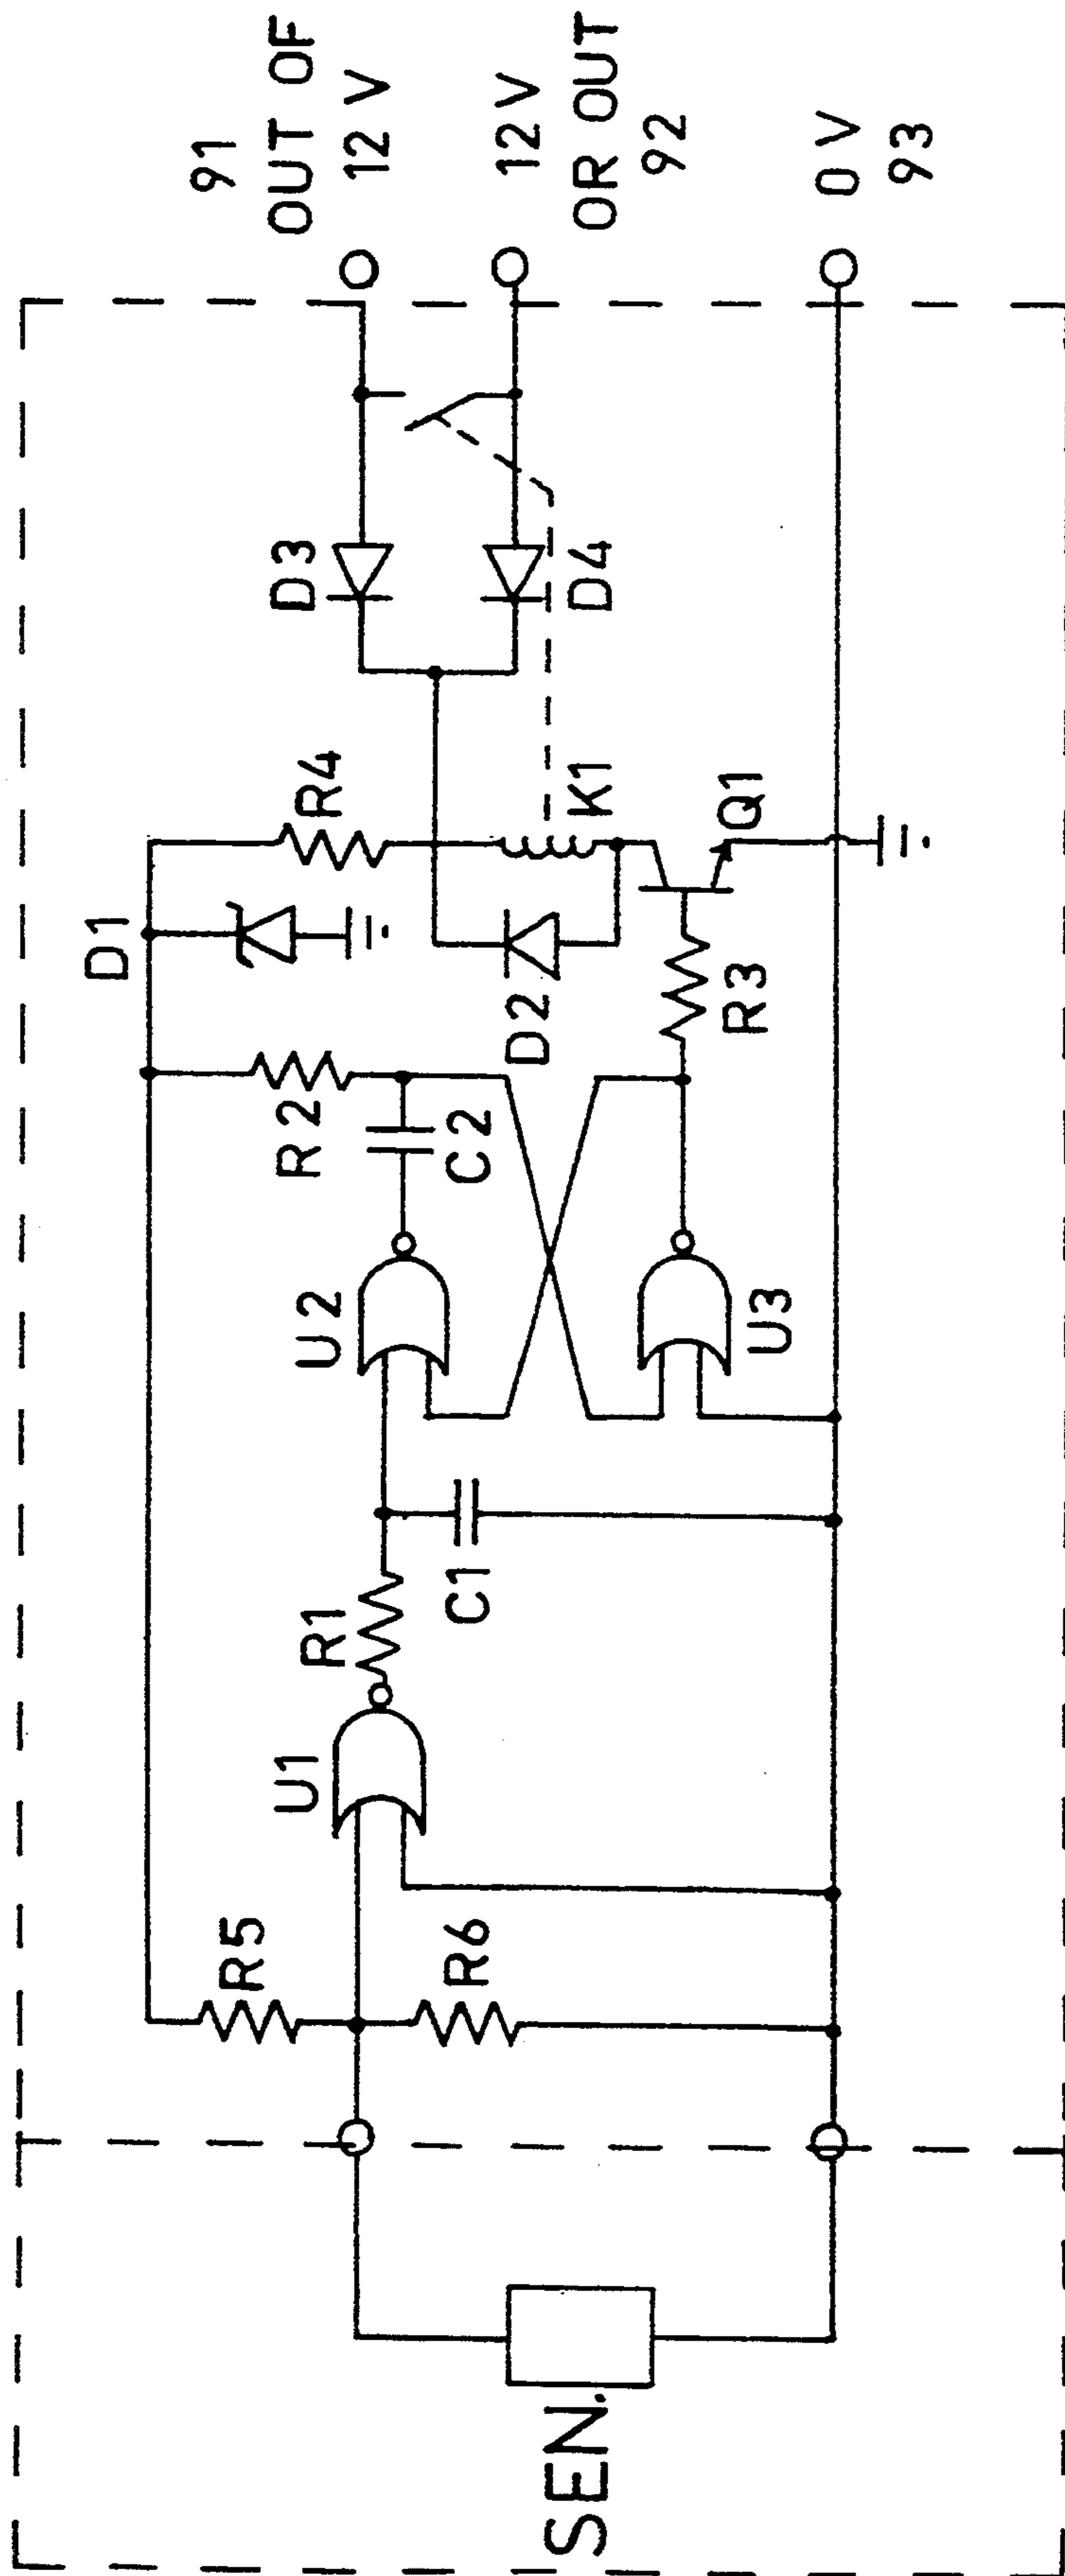 91
OUT OF
12 V
12 V
OR OUT
92
0 V
93
D1
R4
D3
D4
K1
D2
Q1
R3
R2
C2
U2
U3
R1
C1
U1
R5
R6
SEN.